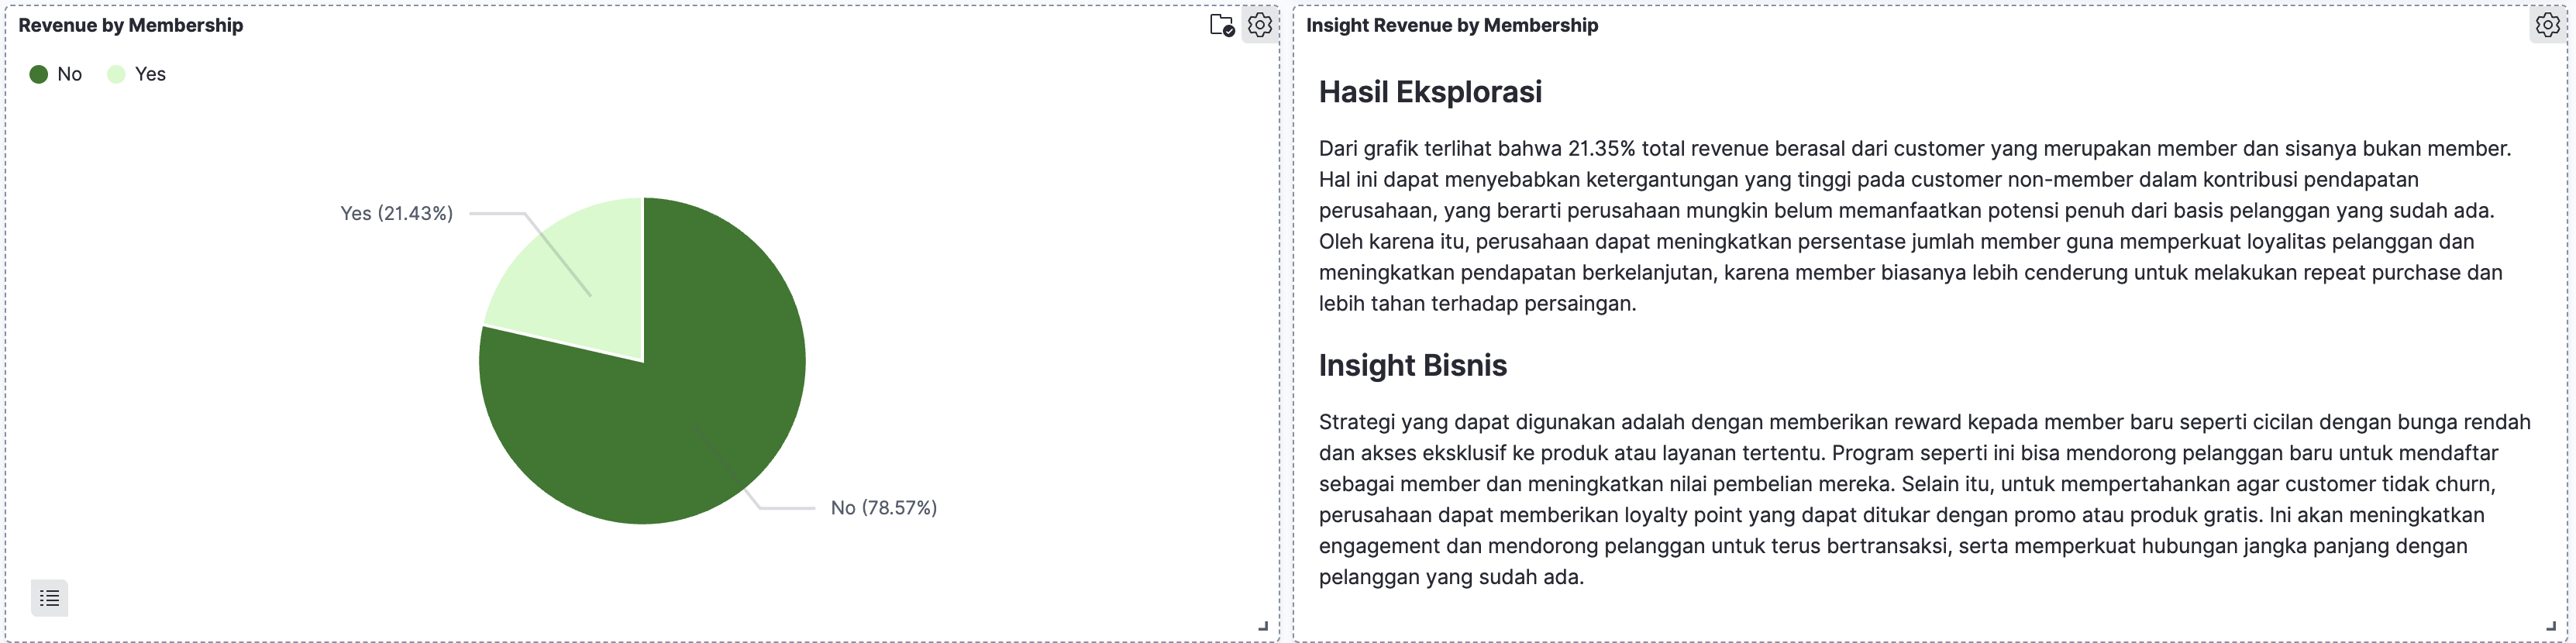 Revenue by Membership
No
Yes
Yes (21.43%)
No (78.57%)
Insight Revenue by Membership
Hasil Eksplorasi
Dari grafik terlihat bahwa 21.35% total revenue berasal dari customer yang merupakan member dan sisanya bukan member.
Hal ini dapat menyebabkan ketergantungan yang tinggi pada customer non-member dalam kontribusi pendapatan
perusahaan, yang berarti perusahaan mungkin belum memanfaatkan potensi penuh dari basis pelanggan yang sudah ada.
Oleh karena itu, perusahaan dapat meningkatkan persentase jumlah member guna memperkuat loyalitas pelanggan dan
meningkatkan pendapatan berkelanjutan, karena member biasanya lebih cenderung untuk melakukan repeat purchase dan
lebih tahan terhadap persaingan.
Insight Bisnis
Strategi yang dapat digunakan adalah dengan memberikan reward kepada member baru seperti cicilan dengan bunga rendah
dan akses eksklusif ke produk atau layanan tertentu. Program seperti ini bisa mendorong pelanggan baru untuk mendaftar
sebagai member dan meningkatkan nilai pembelian mereka. Selain itu, untuk mempertahankan agar customer tidak churn,
perusahaan dapat memberikan loyalty point yang dapat ditukar dengan promo atau produk gratis. Ini akan meningkatkan
engagement dan mendorong pelanggan untuk terus bertransaksi, serta memperkuat hubungan jangka panjang dengan
pelanggan yang sudah ada.